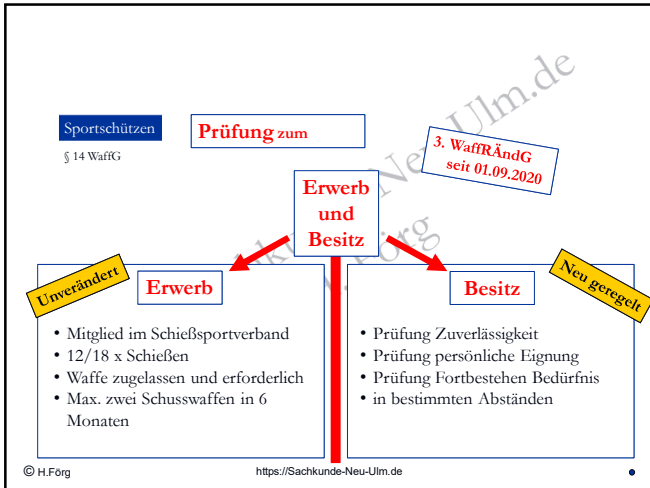 Sportschützen
§ 14 WaffG
Prüfung zum
3. WaffRÄndG
seit 01.09.2020
Erwerb
und
Besitz
Unverändert
Erwerb
• Mitglied im Schießsportverband
• 12/18 x Schießen
• Waffe zugelassen und erforderlich
• Max. zwei Schusswaffen in 6
Monaten
Neu geregelt
Besitz
• Prüfung Zuverlässigkeit
• Prüfung persönliche Eignung
• Prüfung Fortbestehen Bedürfnis
• in bestimmten Abständen
© H.Förg
https://Sachkunde-Neu-Ulm.de